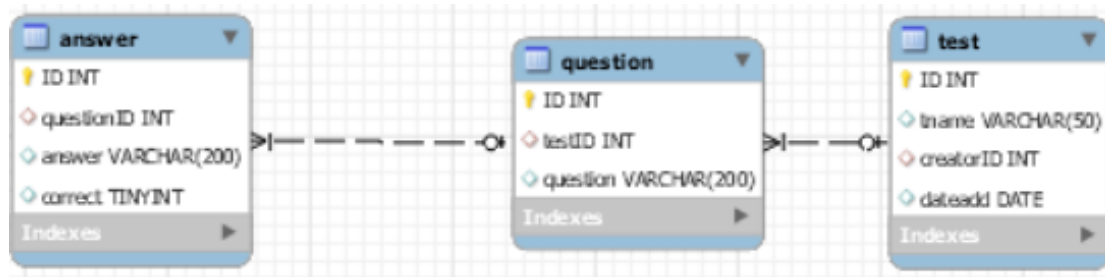 answer
ID INT
questionID INT
answer VARCHAR(200)
correct TINYINT
Indexes
question
ID INT
testID INT
question VARCHAR(200)
Indexes
test
ID INT
tname VARCHAR(50)
creatorID INT
dateadd DATE
Indexes